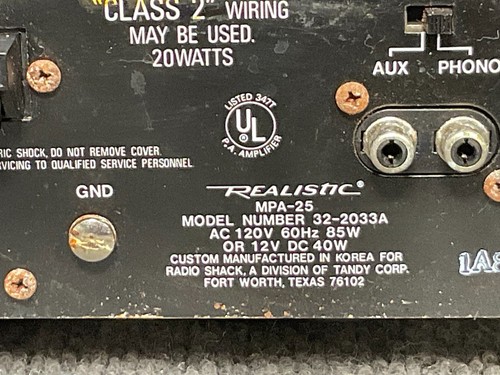 "CLASS 2" WIRING
MAY BE USED.
20WATTS
AUX
PHONO
LISTED 347T
UL
®
P.A. AMPLIFIER
RIC SHOCK, DO NOT REMOVE COVER.
VICING TO QUALIFIED SERVICE PERSONNEL
GND
REALISTIC®
MPA-25
MODEL NUMBER 32-2033A
AC 120V 60Hz 85W
OR 12V DC 40W
CUSTOM MANUFACTURED IN KOREA FOR
RADIO SHACK, A DIVISION OF TANDY CORP.
FORT WORTH, TEXAS 76102